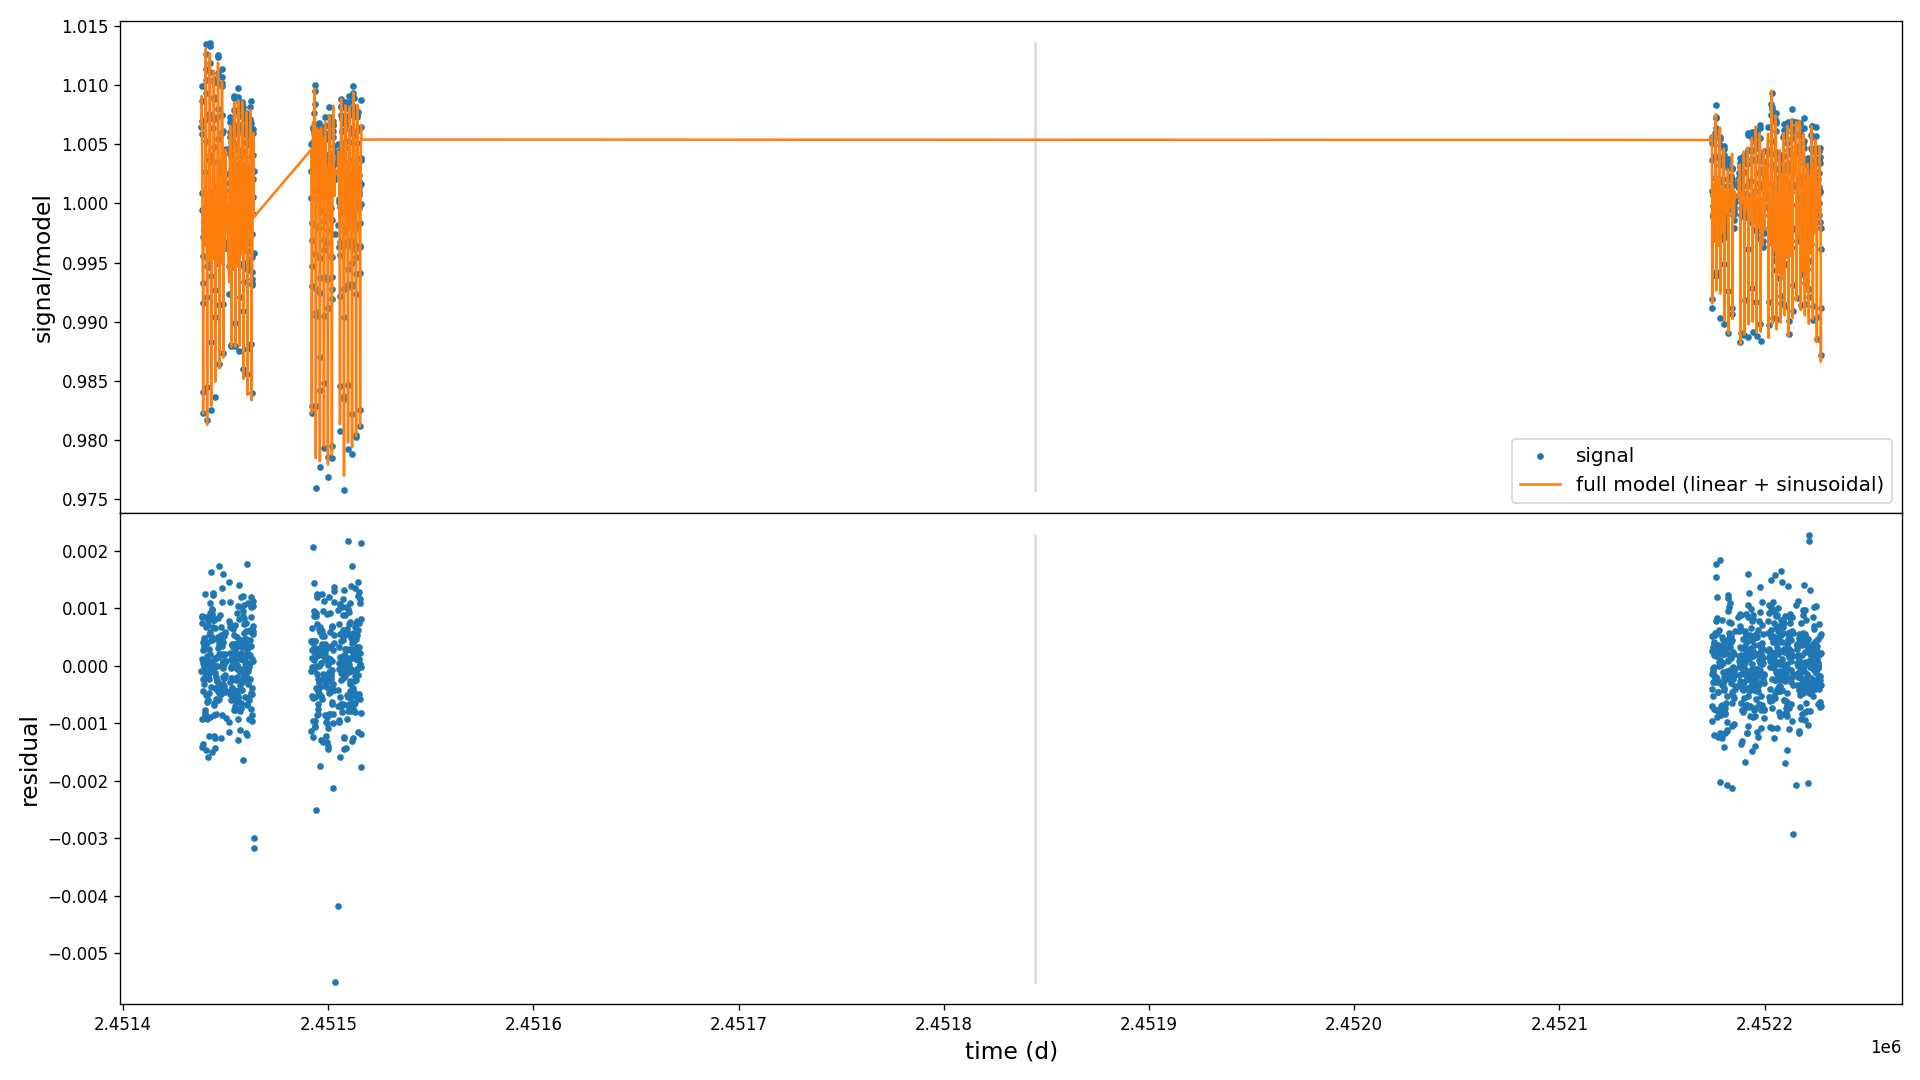 1.015
1.010
1.005
1.000
0.995
0.990
0.985
0.980
0.975
signal/model
signal
full model (linear + sinusoidal)
0.002
0.001
0.000
−0.001
−0.002
−0.003
−0.004
−0.005
residual
2.4514 2.4515 2.4516 2.4517 2.4518 2.4519 2.4520 2.4521 2.4522
1e6
time (d)